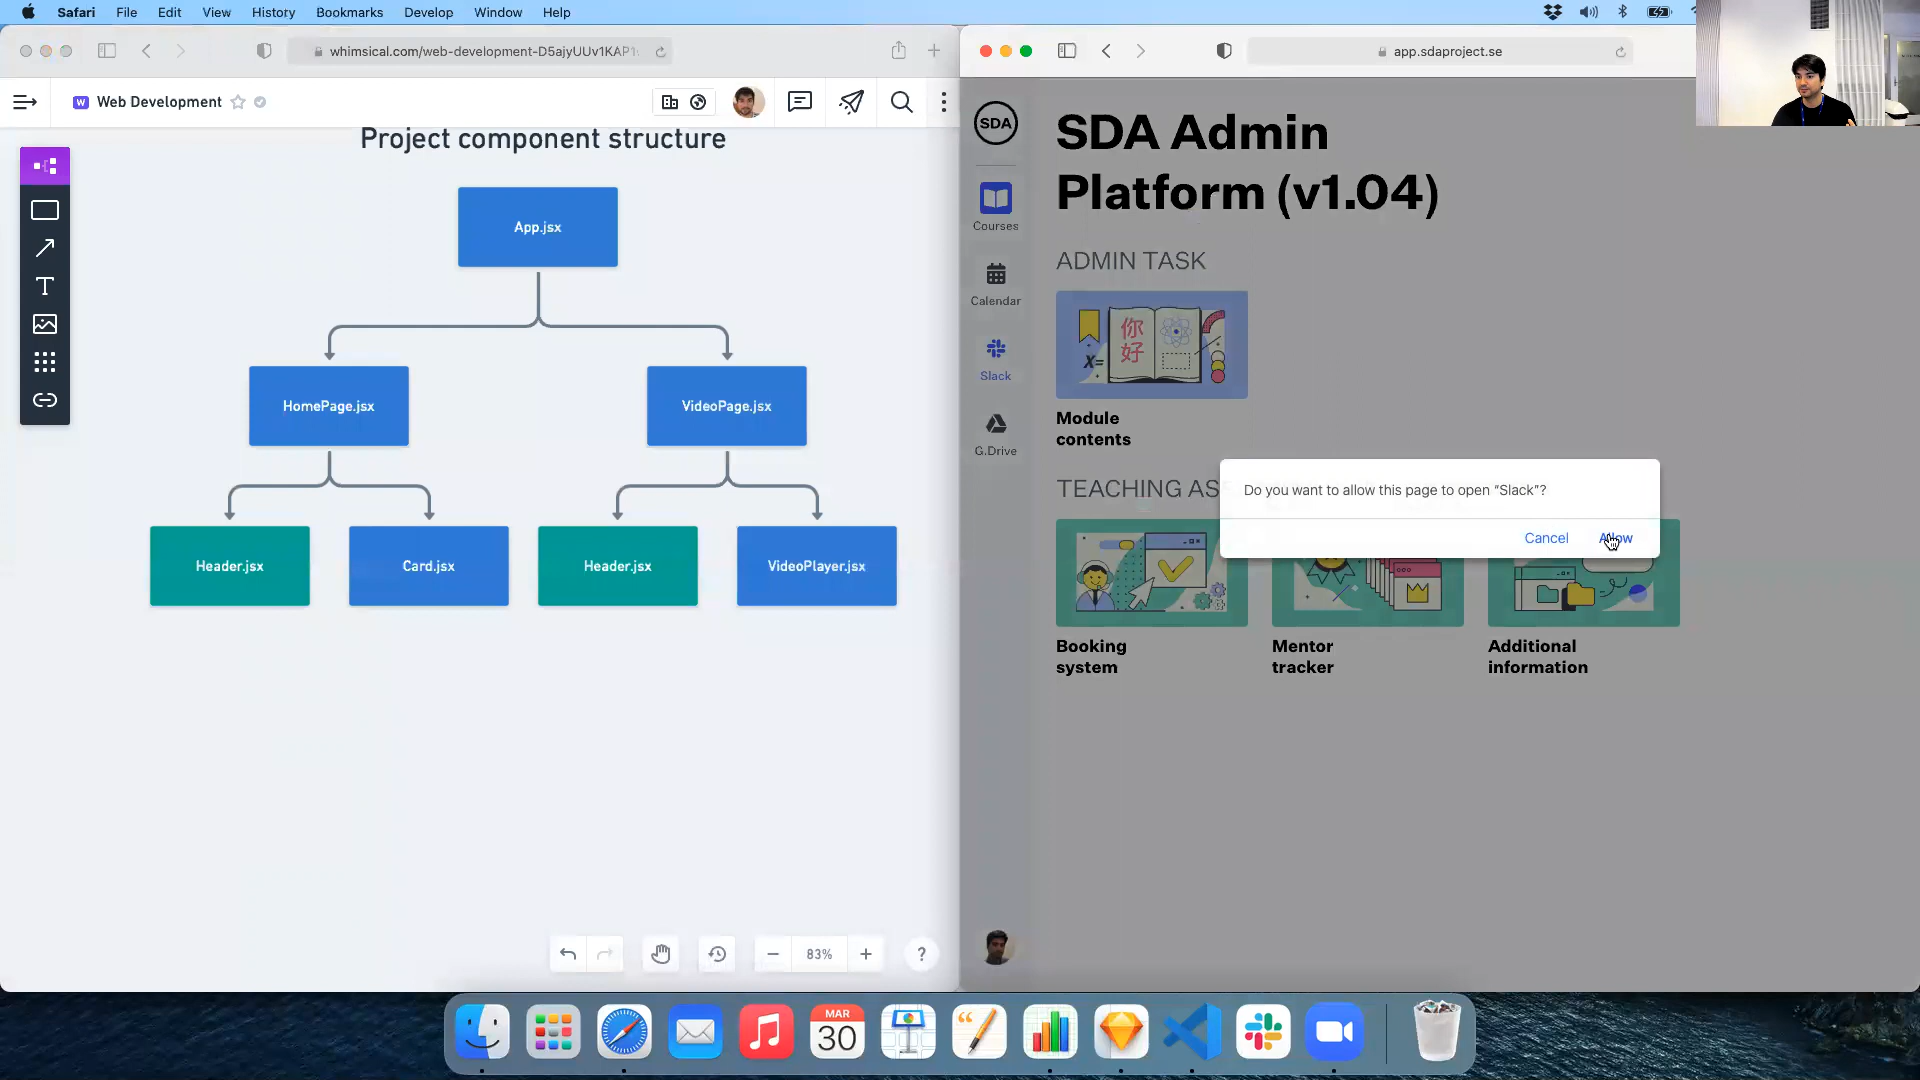 Safari File Edit View History Bookmarks Develop Window Help
whimsical.com/web-development-D5ajyUUv1KAP1
W Web Development
Project component structure
App.jsx
HomePage.jsx
VideoPage.jsx
Header.jsx
Card.jsx
Header.jsx
VideoPlayer.jsx
T
83%
?
app.sdaproject.se
SDA
Courses
Calendar
Slack
G.Drive
SDA Admin
Platform (v1.04)
ADMIN TASK
你
好
X=
Module
contents
TEACHING AS
Do you want to allow this page to open “Slack”?
Cancel
Allow
Booking
system
Mentor
tracker
Additional
information
MAR
30